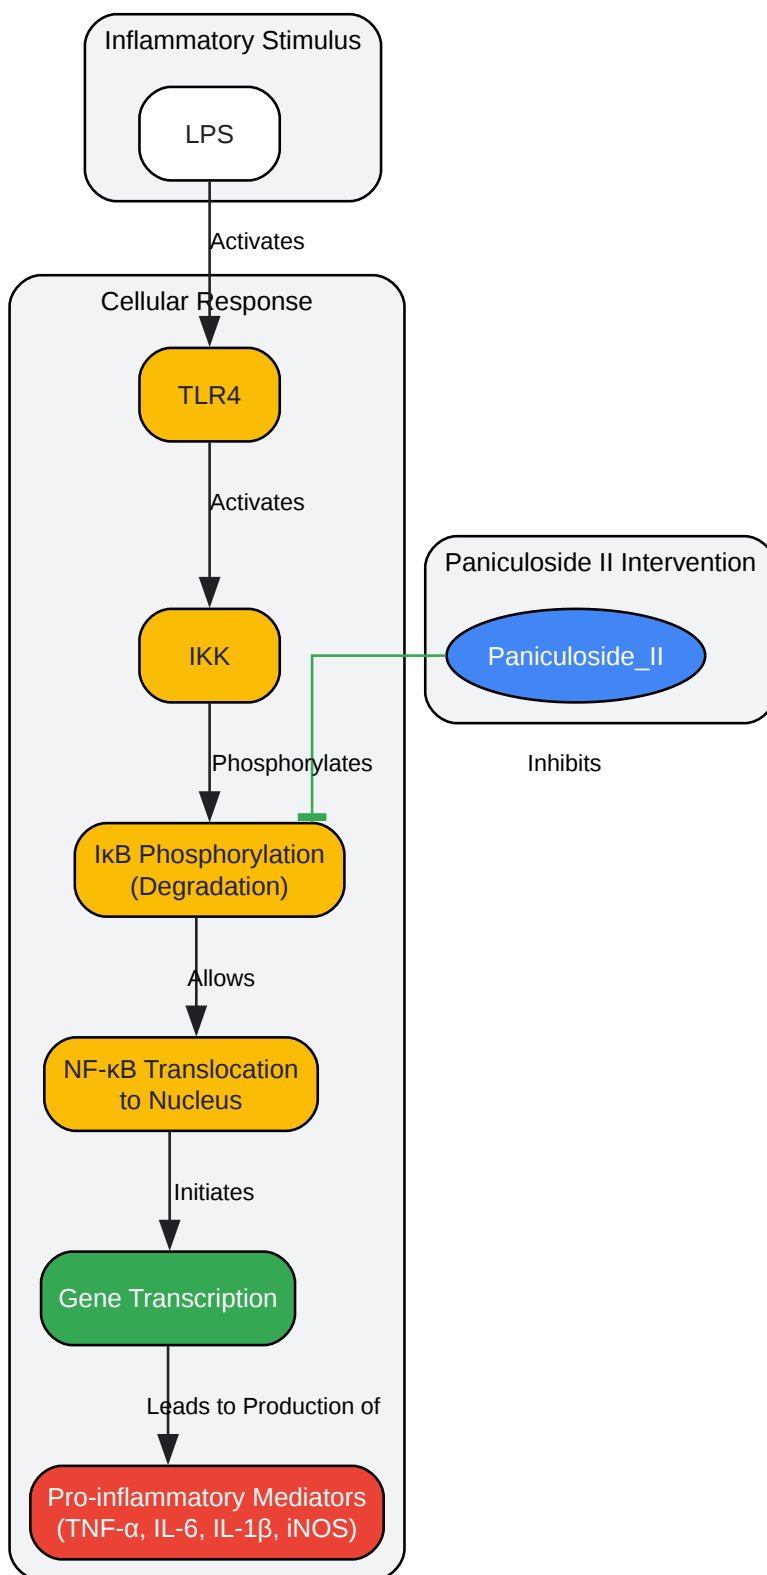 Inflammatory Stimulus
LPS
Activates
Cellular Response
TLR4
Activates
Paniculoside II Intervention
IKK
Paniculoside_II
Phosphorylates
Inhibits
IκB Phosphorylation
(Degradation)
Allows
NF-κB Translocation
to Nucleus
Initiates
Gene Transcription
Leads to Production of
Pro-inflammatory Mediators
(TNF-α, IL-6, IL-1β, iNOS)